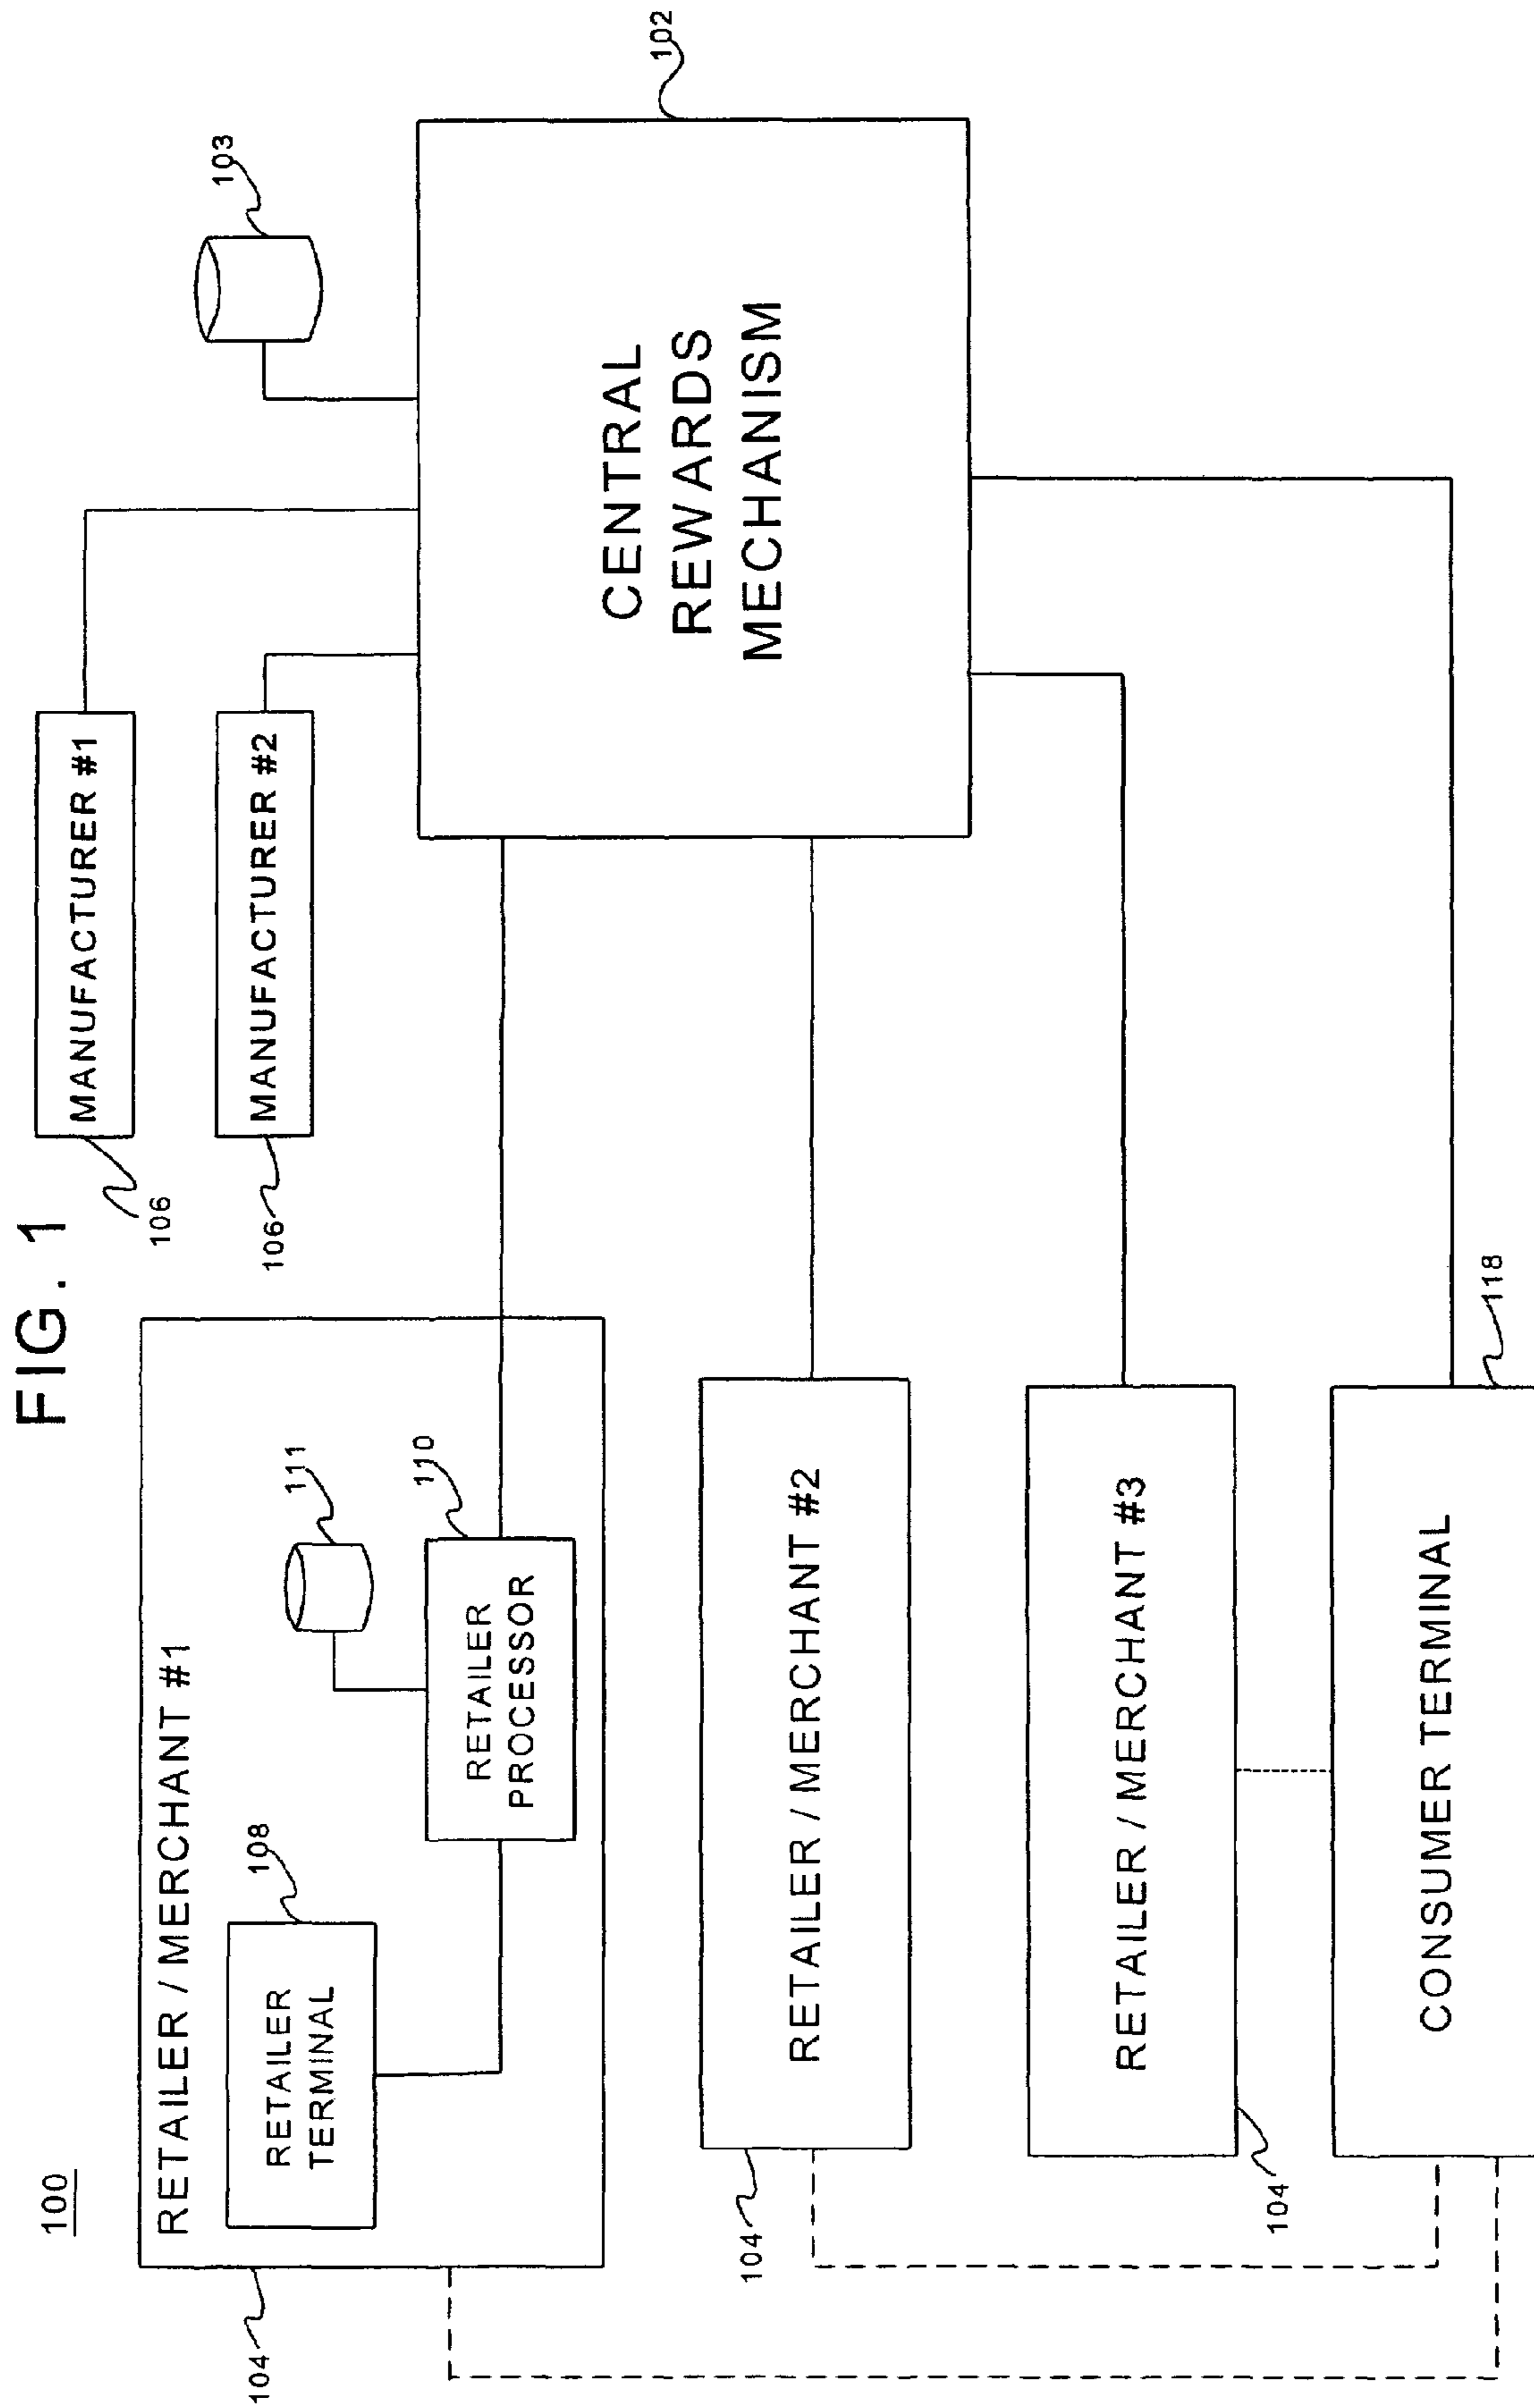 FIG. 1
100
RETAILER / MERCHANT #1
RETAILER
TERMINAL
108
111
RETAILER
PROCESSOR
110
104
MANUFACTURER #1
106
MANUFACTURER #2
106
103
CENTRAL
REWARDS
MECHANISM
102
RETAILER / MERCHANT #2
104
RETAILER / MERCHANT #3
104
CONSUMER TERMINAL
118